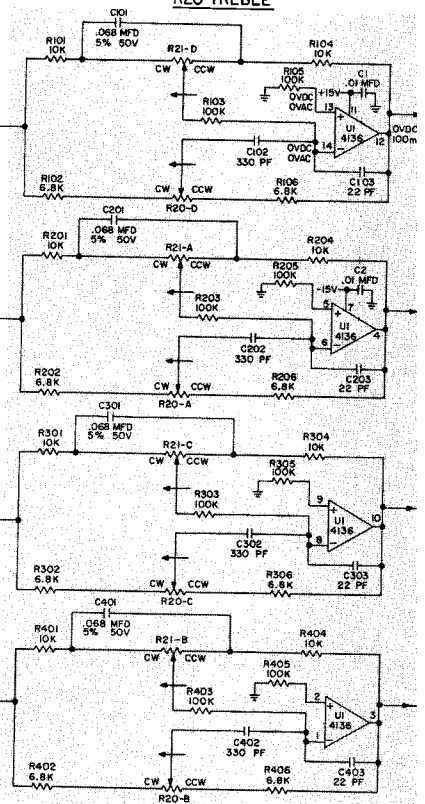 R20 TREBLE
C101
.068 MFD
5% 50V
R101
10K
R21-D
CW CCW
R104
10K
R105
100K
+15V
C1
.01 MFD
R103
100K
0VDC
0VAC
13
11
U1
4136
12
14
0VDC
0VAC
0VDC
100m
C102
330 PF
C103
22 PF
R102
6.8K
CW CCW
R20-D
R106
6.8K
C201
.068 MFD
5% 50V
R201
10K
R21-A
CW CCW
R204
10K
R205
100K
-15V
C2
.01 MFD
R203
100K
5
7
U1
4136
4
6
C202
330 PF
C203
22 PF
R202
6.8K
CW CCW
R20-A
R206
6.8K
C301
.068 MFD
5% 50V
R301
10K
R21-C
CW CCW
R304
10K
R305
100K
R303
100K
9
U1
4136
10
8
C302
330 PF
C303
22 PF
R302
6.8K
CW CCW
R20-C
R306
6.8K
C401
.068 MFD
5% 50V
R401
10K
R21-B
CW CCW
R404
10K
R405
100K
R403
100K
2
U1
4136
3
1
C402
330 PF
C403
22 PF
R402
6.8K
CW CCW
R20-B
R406
6.8K